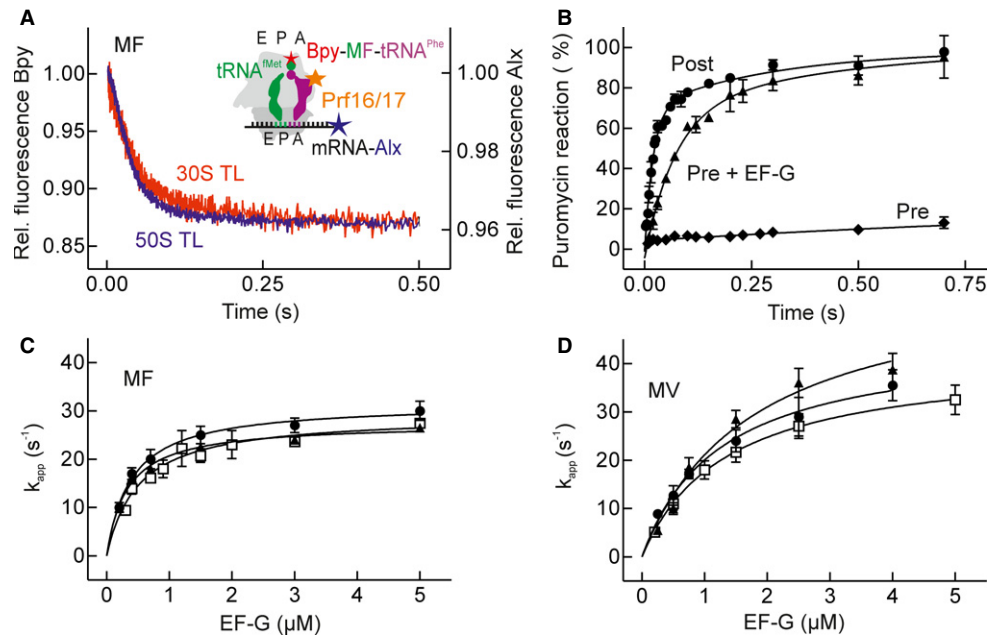 A
MF
E P A
Bpy-MF-tRNA^Phe
tRNA^fMet
Prf16/17
E P A
mRNA-Alx
30S TL
50S TL
Rel. fluorescence Bpy
1.00
0.95
0.90
0.85
Rel. fluorescence Alx
1.00
0.98
0.96
0.00 0.25 0.50
Time (s)
B
Puromycin reaction ( %)
100
80
60
40
20
0
Post
Pre + EF-G
Pre
0.00 0.25 0.50 0.75
Time (s)
C
MF
k_app (s⁻¹)
40
30
20
10
0
0 1 2 3 4 5
EF-G (µM)
D
MV
k_app (s⁻¹)
40
30
20
10
0
0 1 2 3 4 5
EF-G (µM)